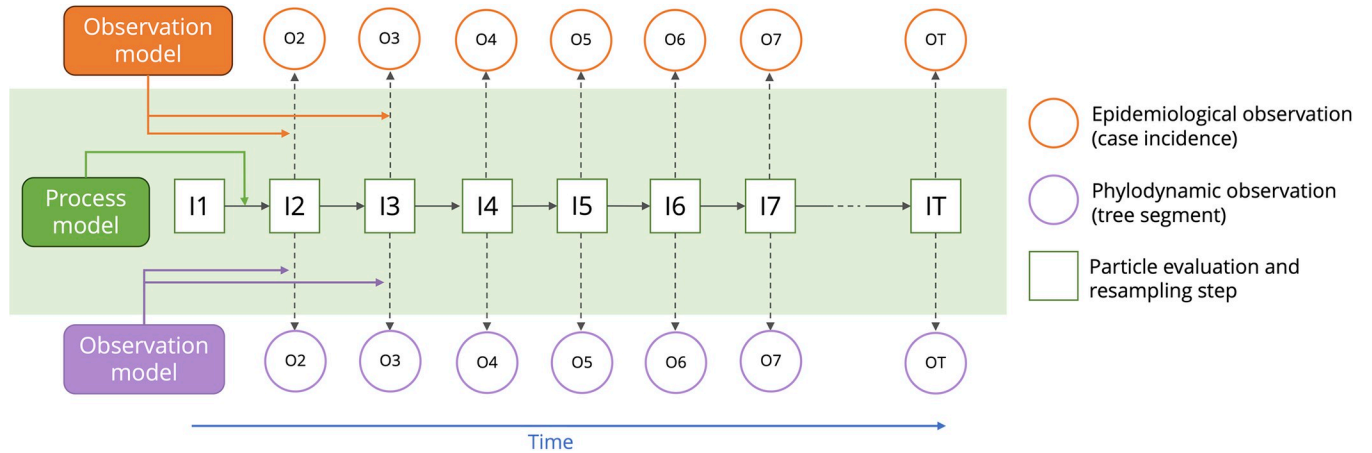 Observation
model
O2 O3 O4 O5 O6 O7 OT
Epidemiological observation
(case incidence)
Process
model
I1 I2 I3 I4 I5 I6 I7 IT
Phylodynamic observation
(tree segment)
Particle evaluation and
resampling step
Observation
model
O2 O3 O4 O5 O6 O7 OT
Time